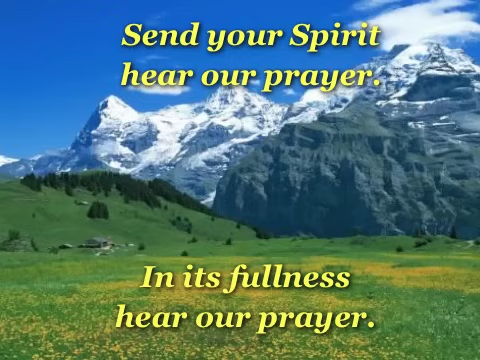 Send your Spirit
hear our prayer.
In its fullness
hear our prayer.